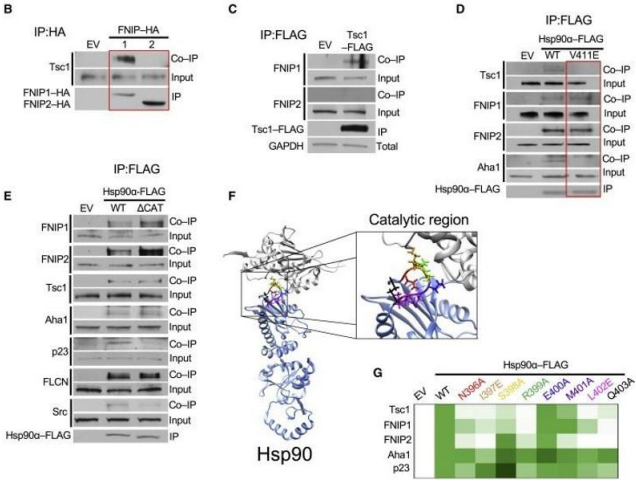 B
IP:HA
FNIP–HA
EV 1 2
Tsc1
Co–IP
Input
FNIP1–HA
FNIP2–HA
IP
C
IP:FLAG
EV
Tsc1
–FLAG
FNIP1
Co–IP
Input
FNIP2
Co–IP
Input
Tsc1–FLAG
IP
GAPDH
Total
D
IP:FLAG
Hsp90α–FLAG
EV WT V411E
Tsc1
Co–IP
Input
FNIP1
Co–IP
Input
FNIP2
Co–IP
Input
Aha1
Co–IP
Input
Hsp90α–FLAG
IP
E
IP:FLAG
Hsp90α-FLAG
EV WT ΔCAT
FNIP1
Co–IP
Input
FNIP2
Co–IP
Input
Tsc1
Co–IP
Input
Aha1
Co–IP
Input
p23
Co–IP
Input
FLCN
Co–IP
Input
Src
Co–IP
Input
Hsp90α–FLAG
IP
F
Catalytic region
Hsp90
G
Hsp90α–FLAG
EV WT N396A I397E S398A R399A E400A M401A L402E Q403A
Tsc1
FNIP1
FNIP2
Aha1
p23